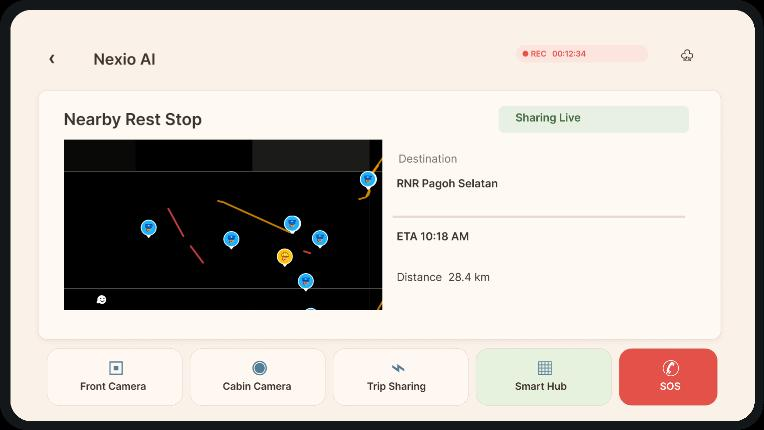 Nexio AI
REC 00:12:34
Nearby Rest Stop
Sharing Live
Destination
RNR Pagoh Selatan
ETA 10:18 AM
Distance 28.4 km
Front Camera
Cabin Camera
Trip Sharing
Smart Hub
SOS